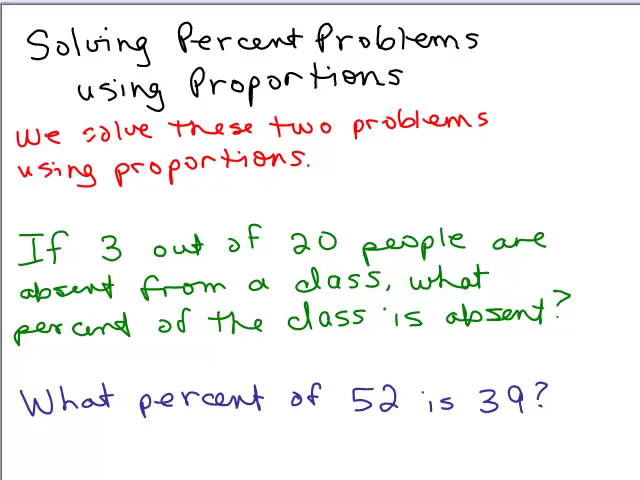 Solving Percent Problems
using Proportions
We solve these two problems
using proportions.
If 3 out of 20 people are
absent from a class, what
percent of the class is absent?
What percent of 52 is 39?